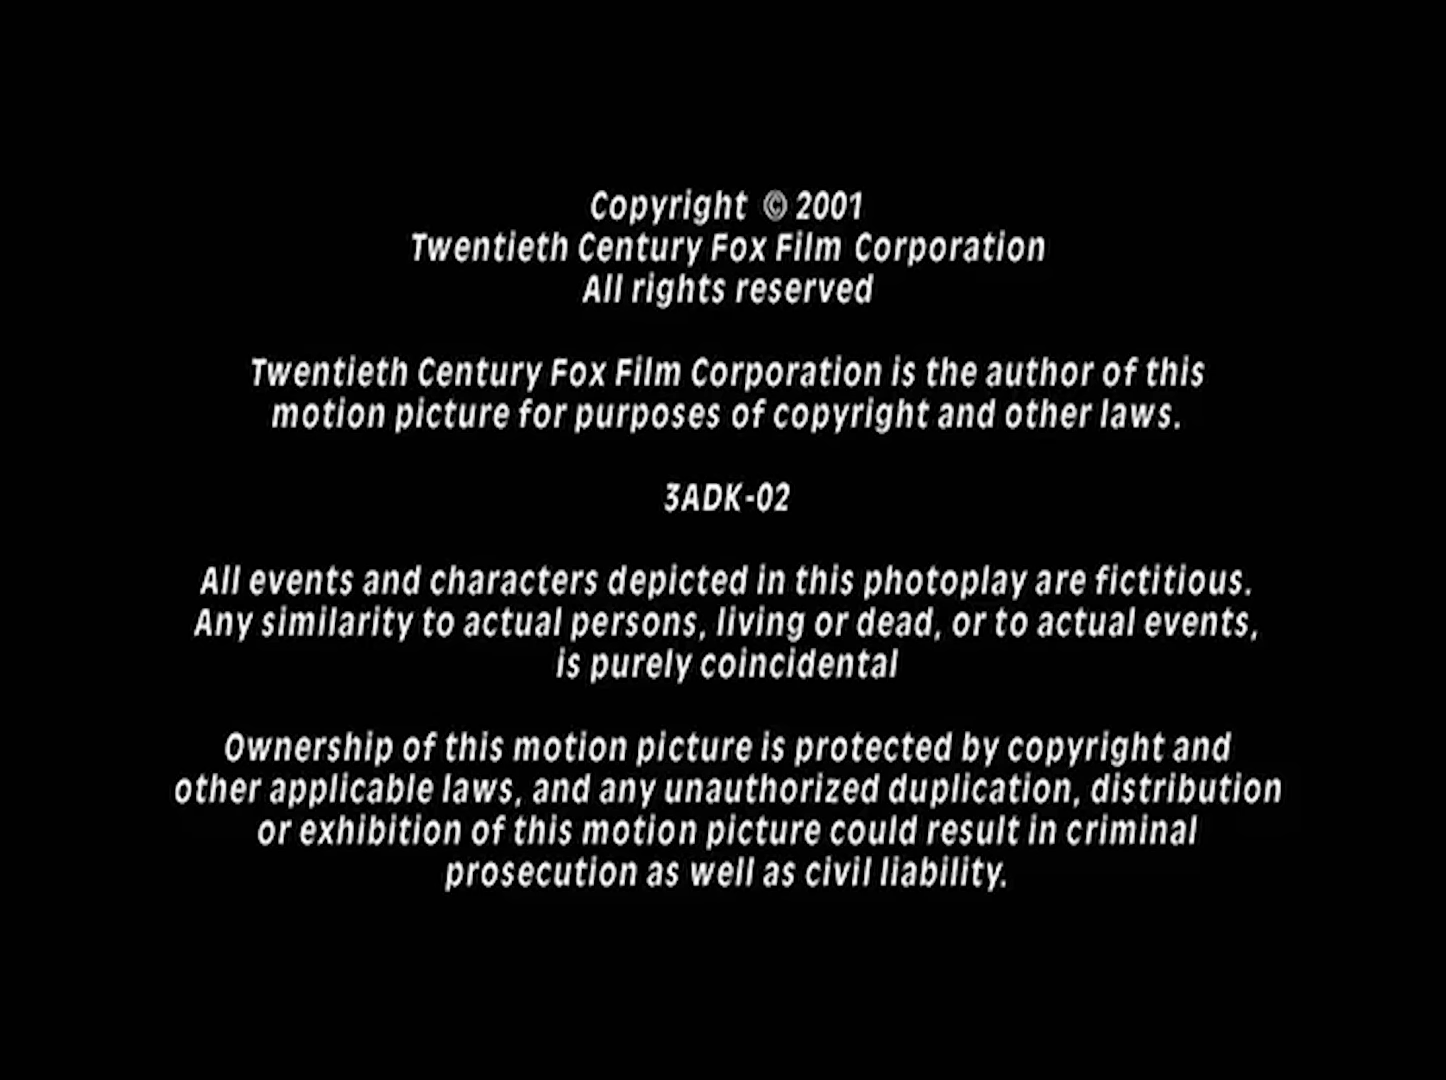 Copyright © 2001
Twentieth Century Fox Film Corporation
All rights reserved
Twentieth Century Fox Film Corporation is the author of this
motion picture for purposes of copyright and other laws.
3ADK-02
All events and characters depicted in this photoplay are fictitious.
Any similarity to actual persons, living or dead, or to actual events,
is purely coincidental
Ownership of this motion picture is protected by copyright and
other applicable laws, and any unauthorized duplication, distribution
or exhibition of this motion picture could result in criminal
prosecution as well as civil liability.